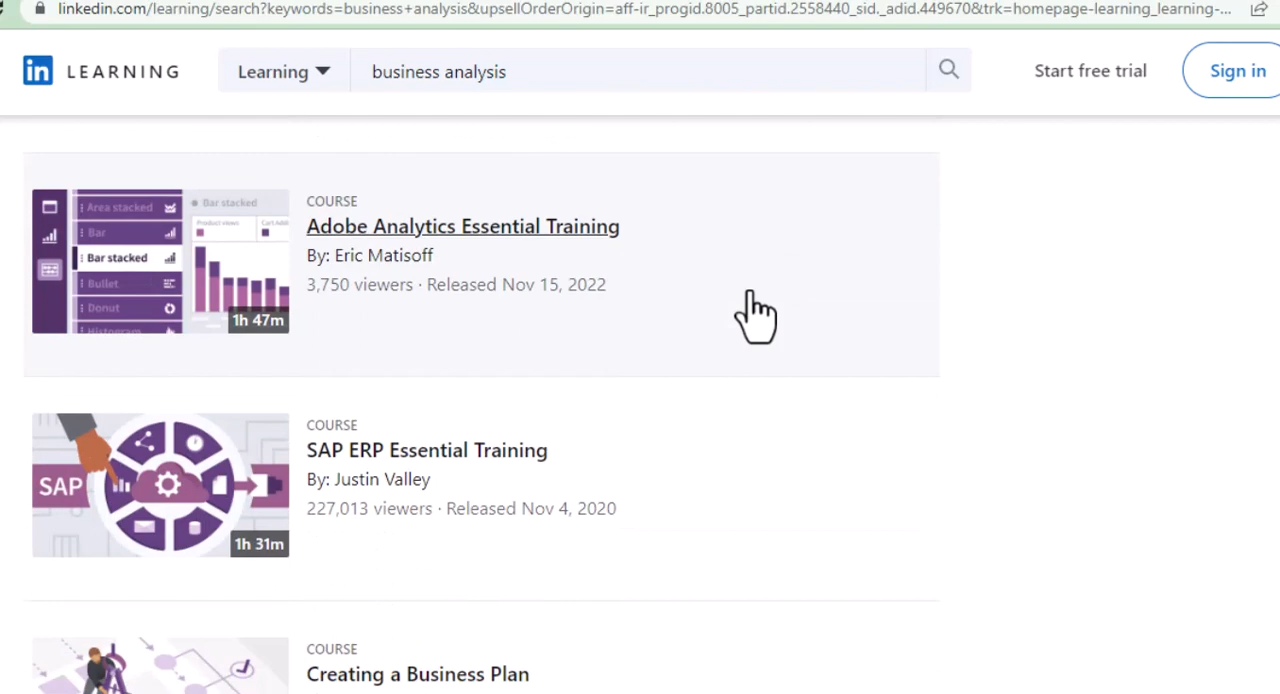 linkedin.com/learning/search?keywords=business+analysis&upsellOrderOrigin=aff-ir_progid.8005_partid.2558440_sid._adid.449670&trk=homepage-learning_learning-...
in LEARNING
Learning
business analysis
Start free trial
Sign in
Area stacked
Bar
Bar stacked
Bullet
Donut
Histogram
Bar stacked
Product views
1h 47m
COURSE
Adobe Analytics Essential Training
By: Eric Matisoff
3,750 viewers · Released Nov 15, 2022
SAP
1h 31m
COURSE
SAP ERP Essential Training
By: Justin Valley
227,013 viewers · Released Nov 4, 2020
COURSE
Creating a Business Plan